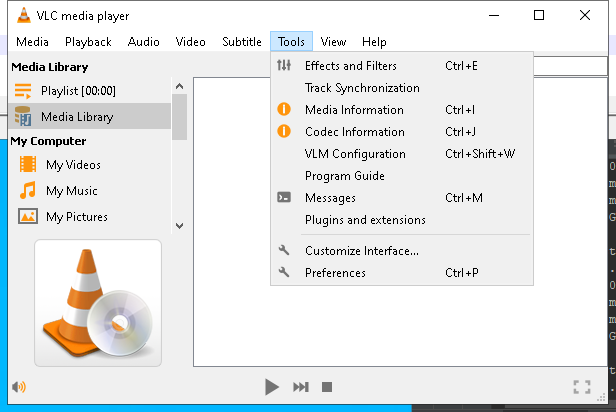 VLC media player
Media Playback Audio Video Subtitle Tools View Help
Media Library
Playlist [00:00]
Media Library
My Computer
My Videos
My Music
My Pictures
Effects and Filters Ctrl+E
Track Synchronization
Media Information Ctrl+I
Codec Information Ctrl+J
VLM Configuration Ctrl+Shift+W
Program Guide
Messages Ctrl+M
Plugins and extensions
Customize Interface...
Preferences Ctrl+P